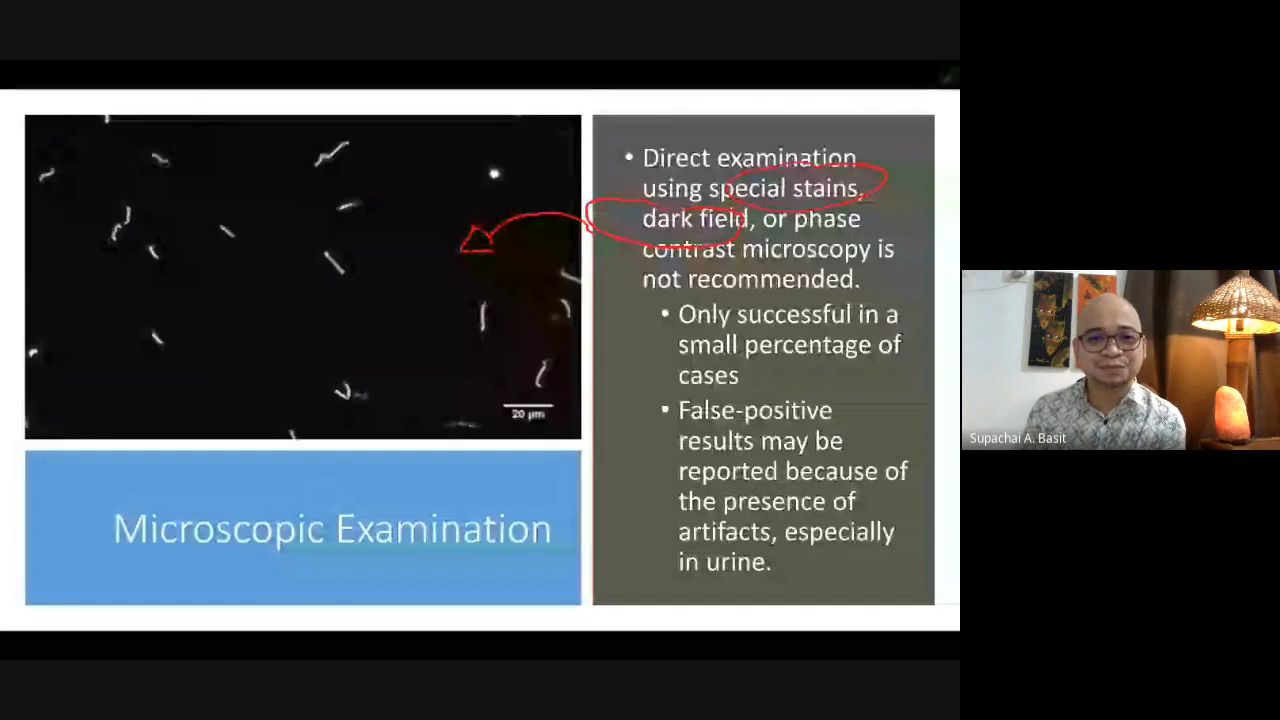 • Direct examination
using special stains,
dark field, or phase
contrast microscopy is
not recommended.
• Only successful in a
small percentage of
cases
• False-positive
results may be
reported because of
the presence of
artifacts, especially
in urine.
20 µm
Microscopic Examination
Supachai A. Basit